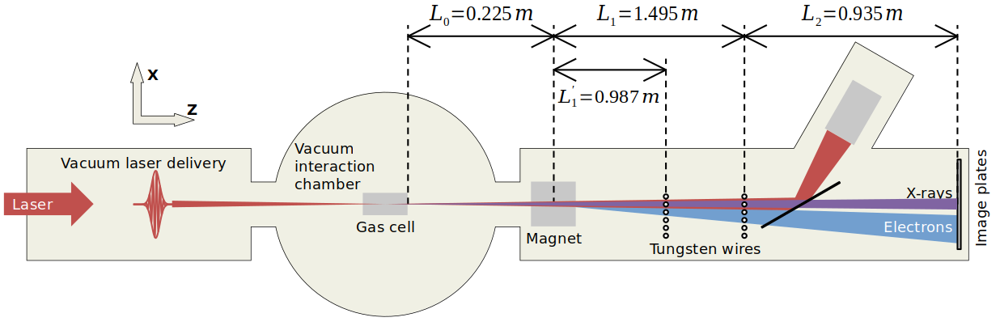 L₀=0.225 m
L₁=1.495 m
L₂=0.935 m
L₁′=0.987 m
X
Z
Vacuum laser delivery
Vacuum
interaction
chamber
Laser
Gas cell
Magnet
Tungsten wires
X-rays
Electrons
Image plates